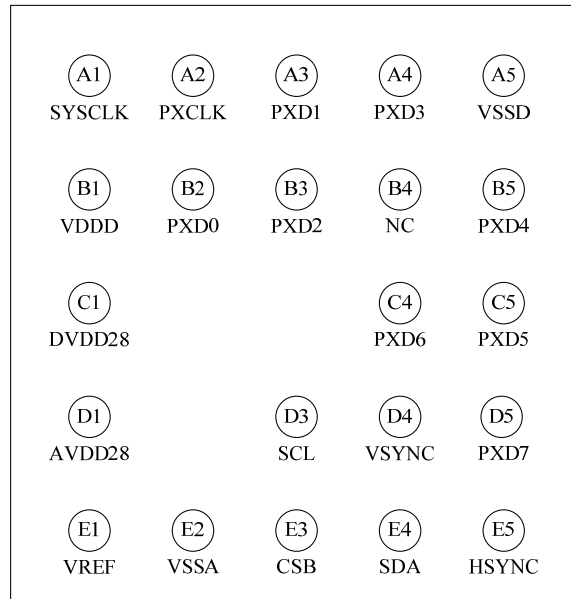 A1 A2 A3 A4 A5
SYSCLK PXCLK PXD1 PXD3 VSSD
B1 B2 B3 B4 B5
VDDD PXD0 PXD2 NC PXD4
C1 C4 C5
DVDD28 PXD6 PXD5
D1 D3 D4 D5
AVDD28 SCL VSYNC PXD7
E1 E2 E3 E4 E5
VREF VSSA CSB SDA HSYNC